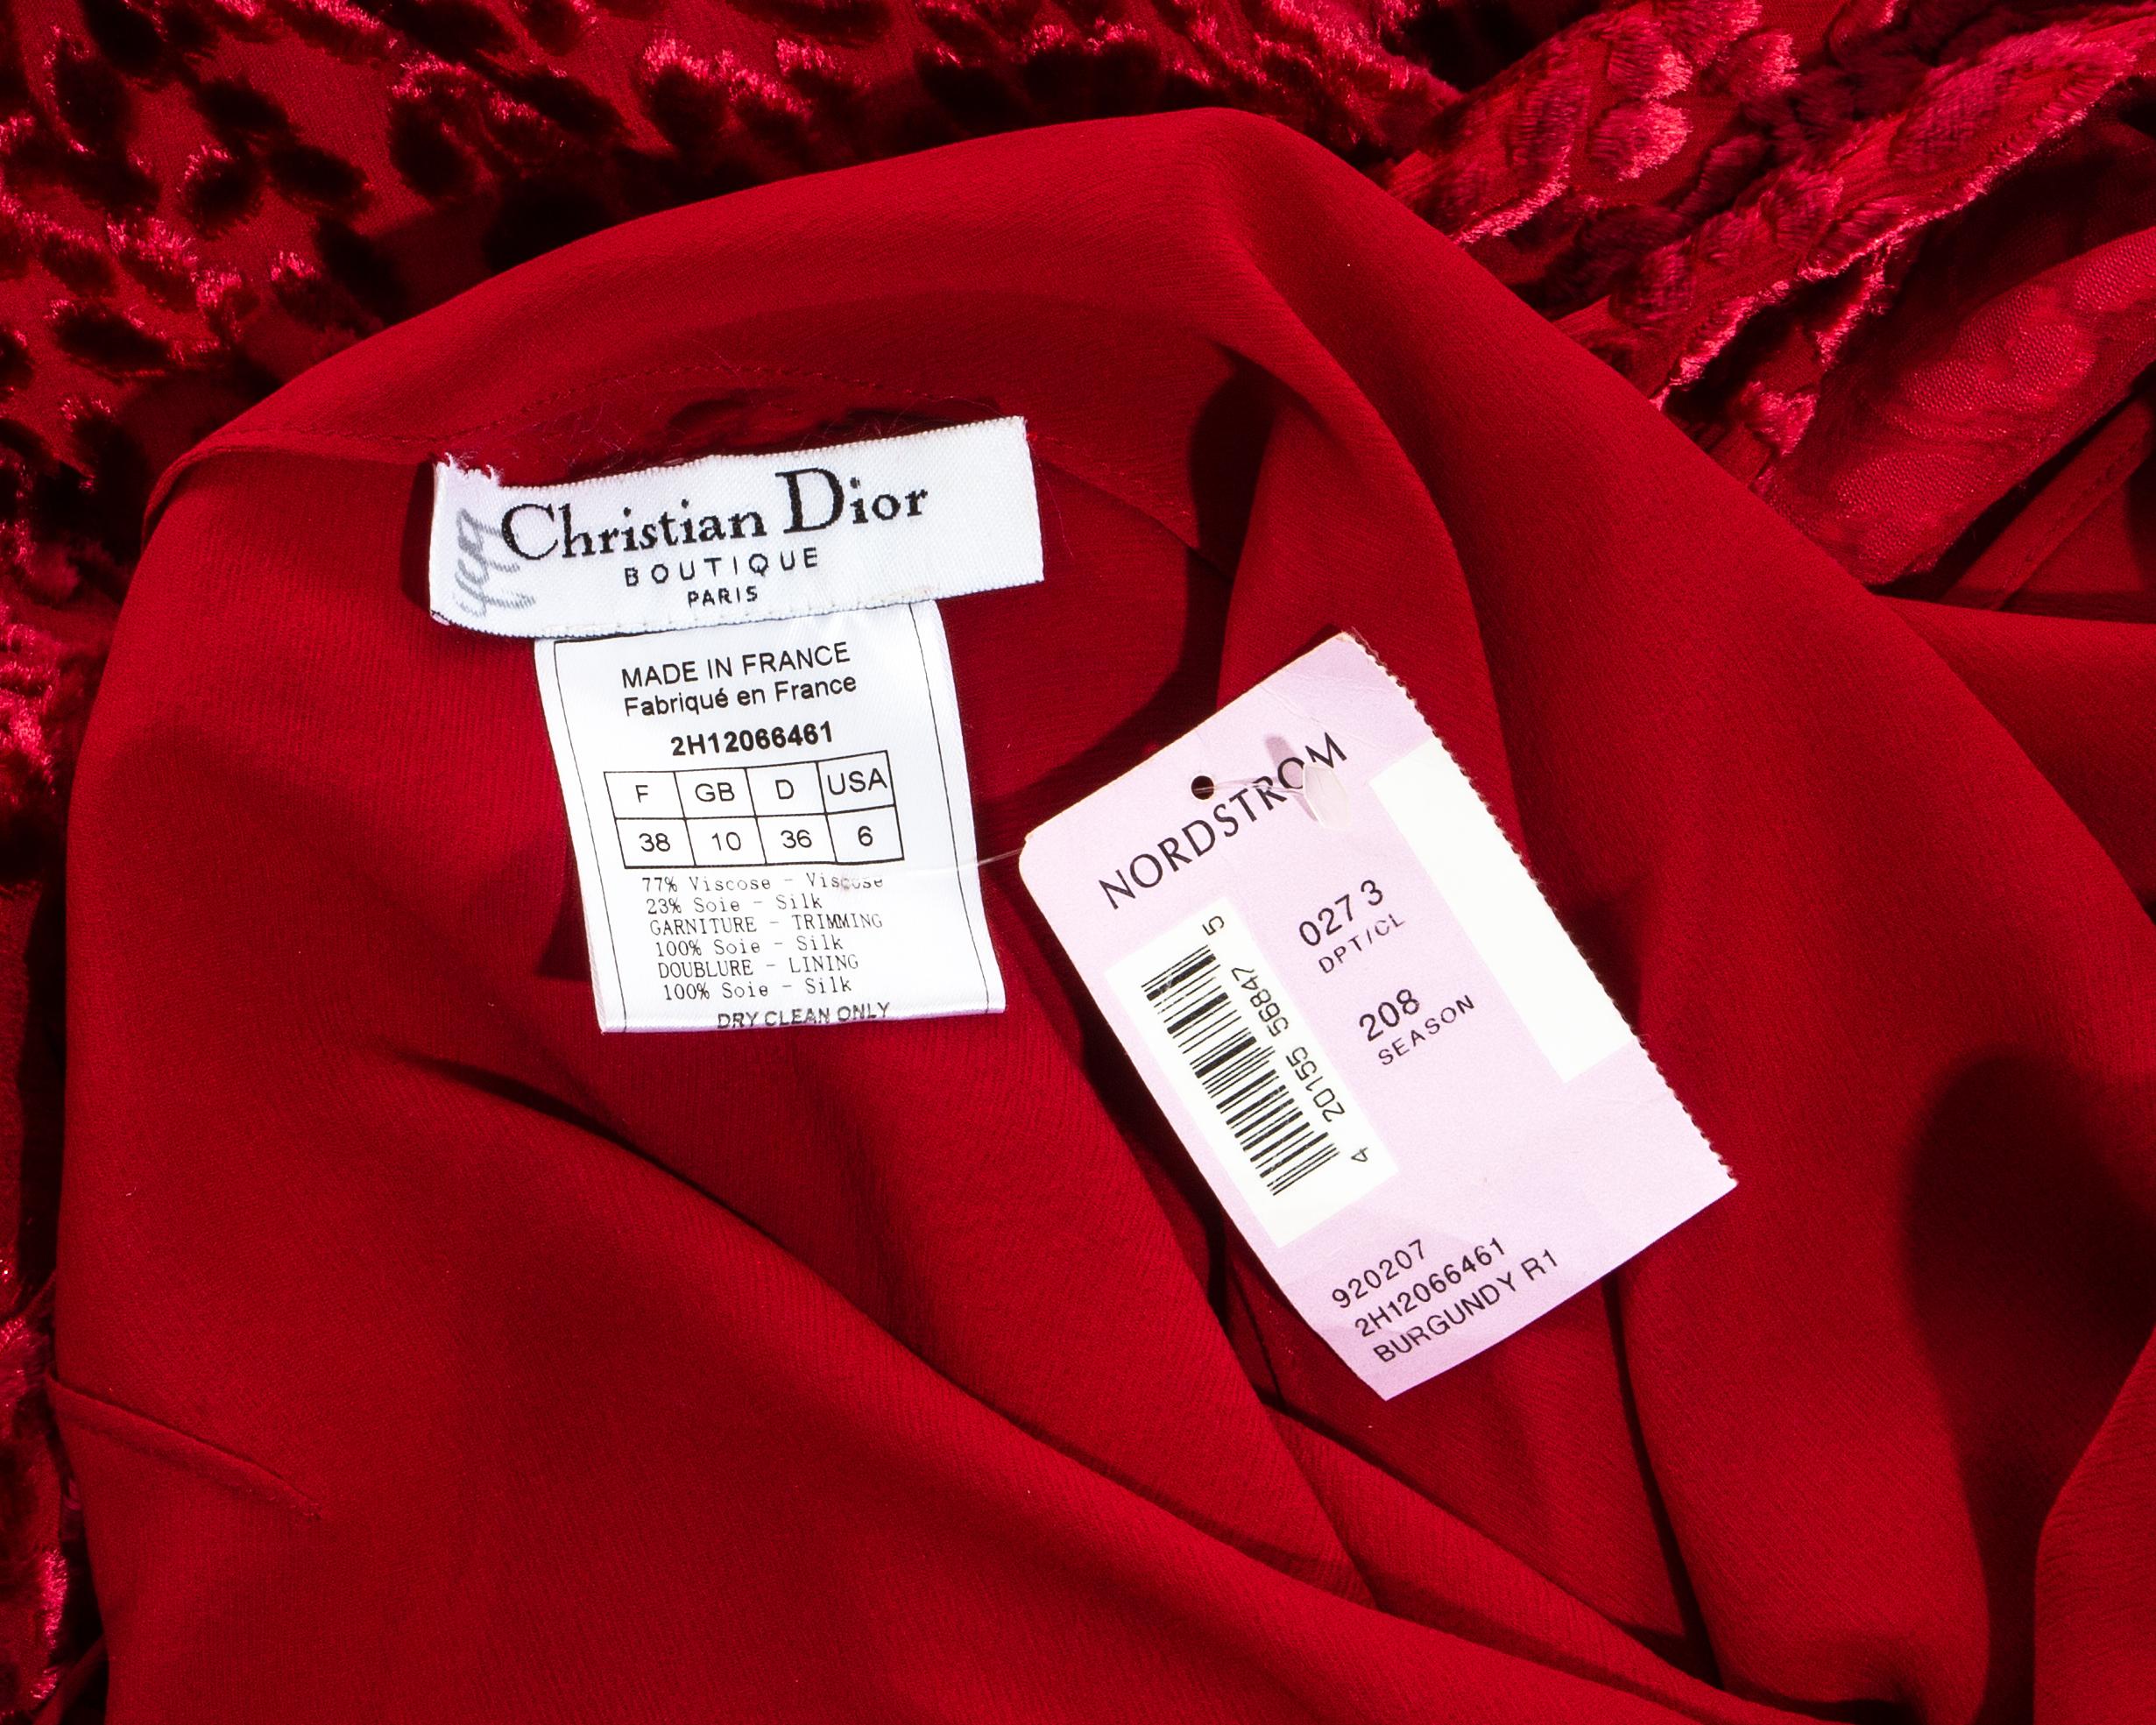 Christian Dior
BOUTIQUE
PARIS
MADE IN FRANCE
Fabriqué en France
2H12066461
F GB D USA
38 10 36 6
77% Viscose - Viscose
23% Soie - Silk
GARNITURE - TRIMMING
100% Soie - Silk
DOUBLURE - LINING
100% Soie - Silk
DRY CLEAN ONLY
NORDSTROM
027 3
DPT/CL
208
SEASON
4 20155 56847 5
920207
2H12066461
BURGUNDY R1